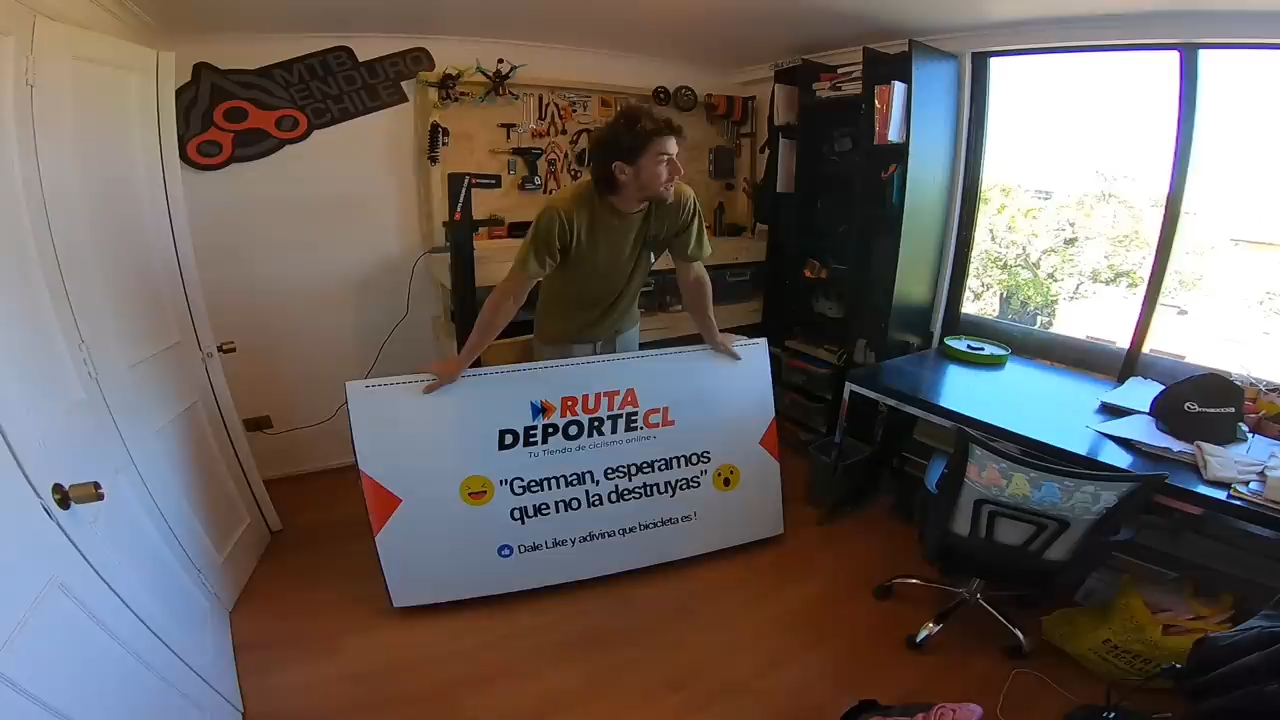 MTB
ENDURO
CHILE
RUTA
DEPORTE.CL
Tu Tienda de ciclismo online
"German, esperamos
que no la destruyas"
Dale Like y adivina que bicicleta es !
mazda